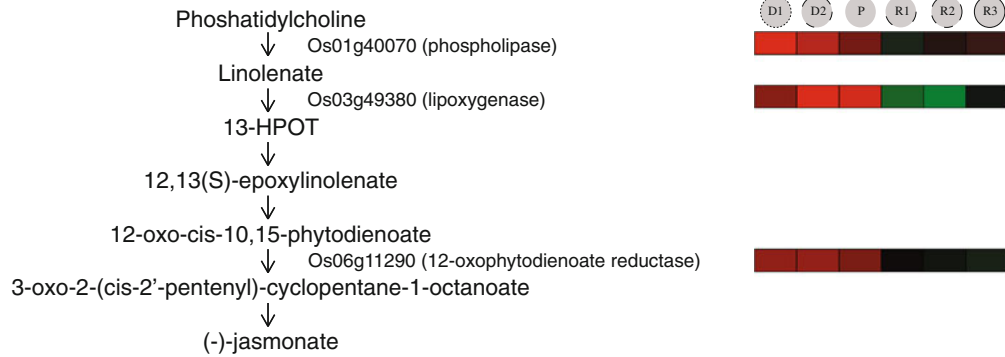 D1 D2 P R1 R2 R3
Phoshatidylcholine
Os01g40070 (phospholipase)
Linolenate
Os03g49380 (lipoxygenase)
13-HPOT
12,13(S)-epoxylinolenate
12-oxo-cis-10,15-phytodienoate
Os06g11290 (12-oxophytodienoate reductase)
3-oxo-2-(cis-2'-pentenyl)-cyclopentane-1-octanoate
(-)-jasmonate